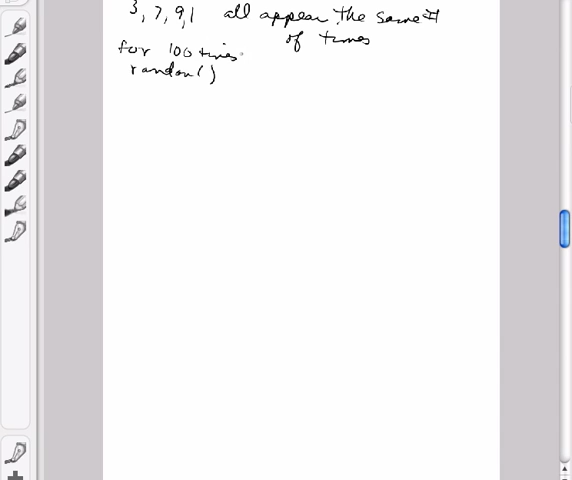 3, 7, 9, 1 all appear the same #
of times
for 100 times
random()